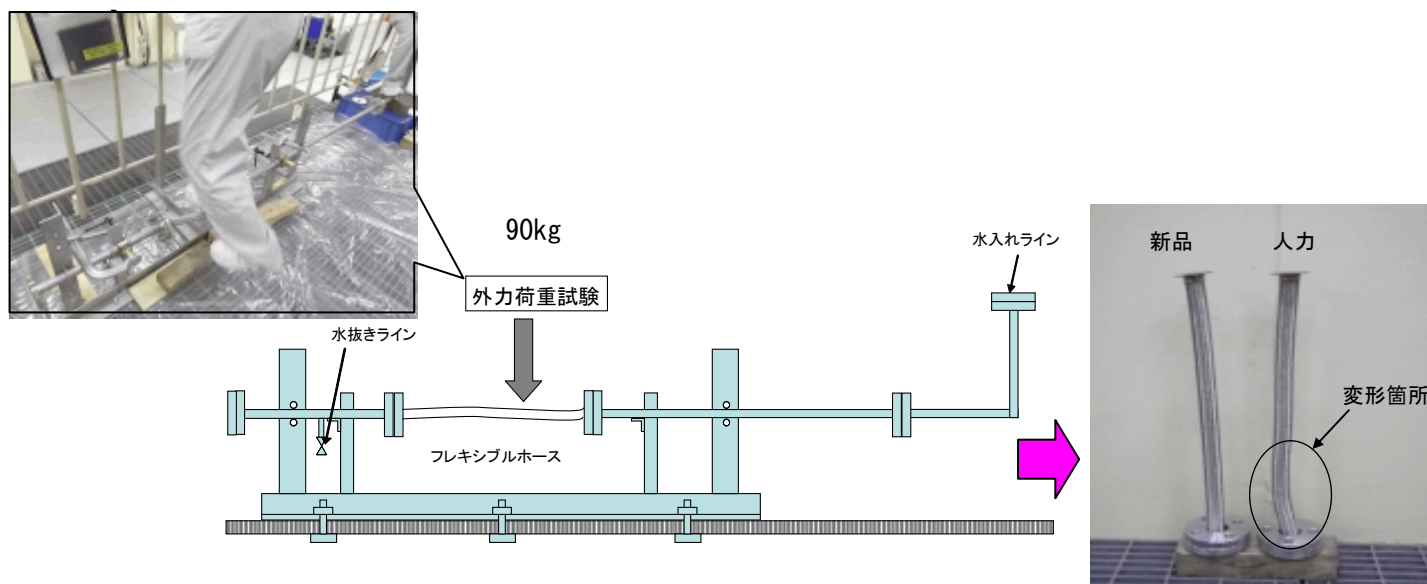 90kg
外力荷重試験
水抜きライン
水入れライン
フレキシブルホース
新品
人力
変形箇所